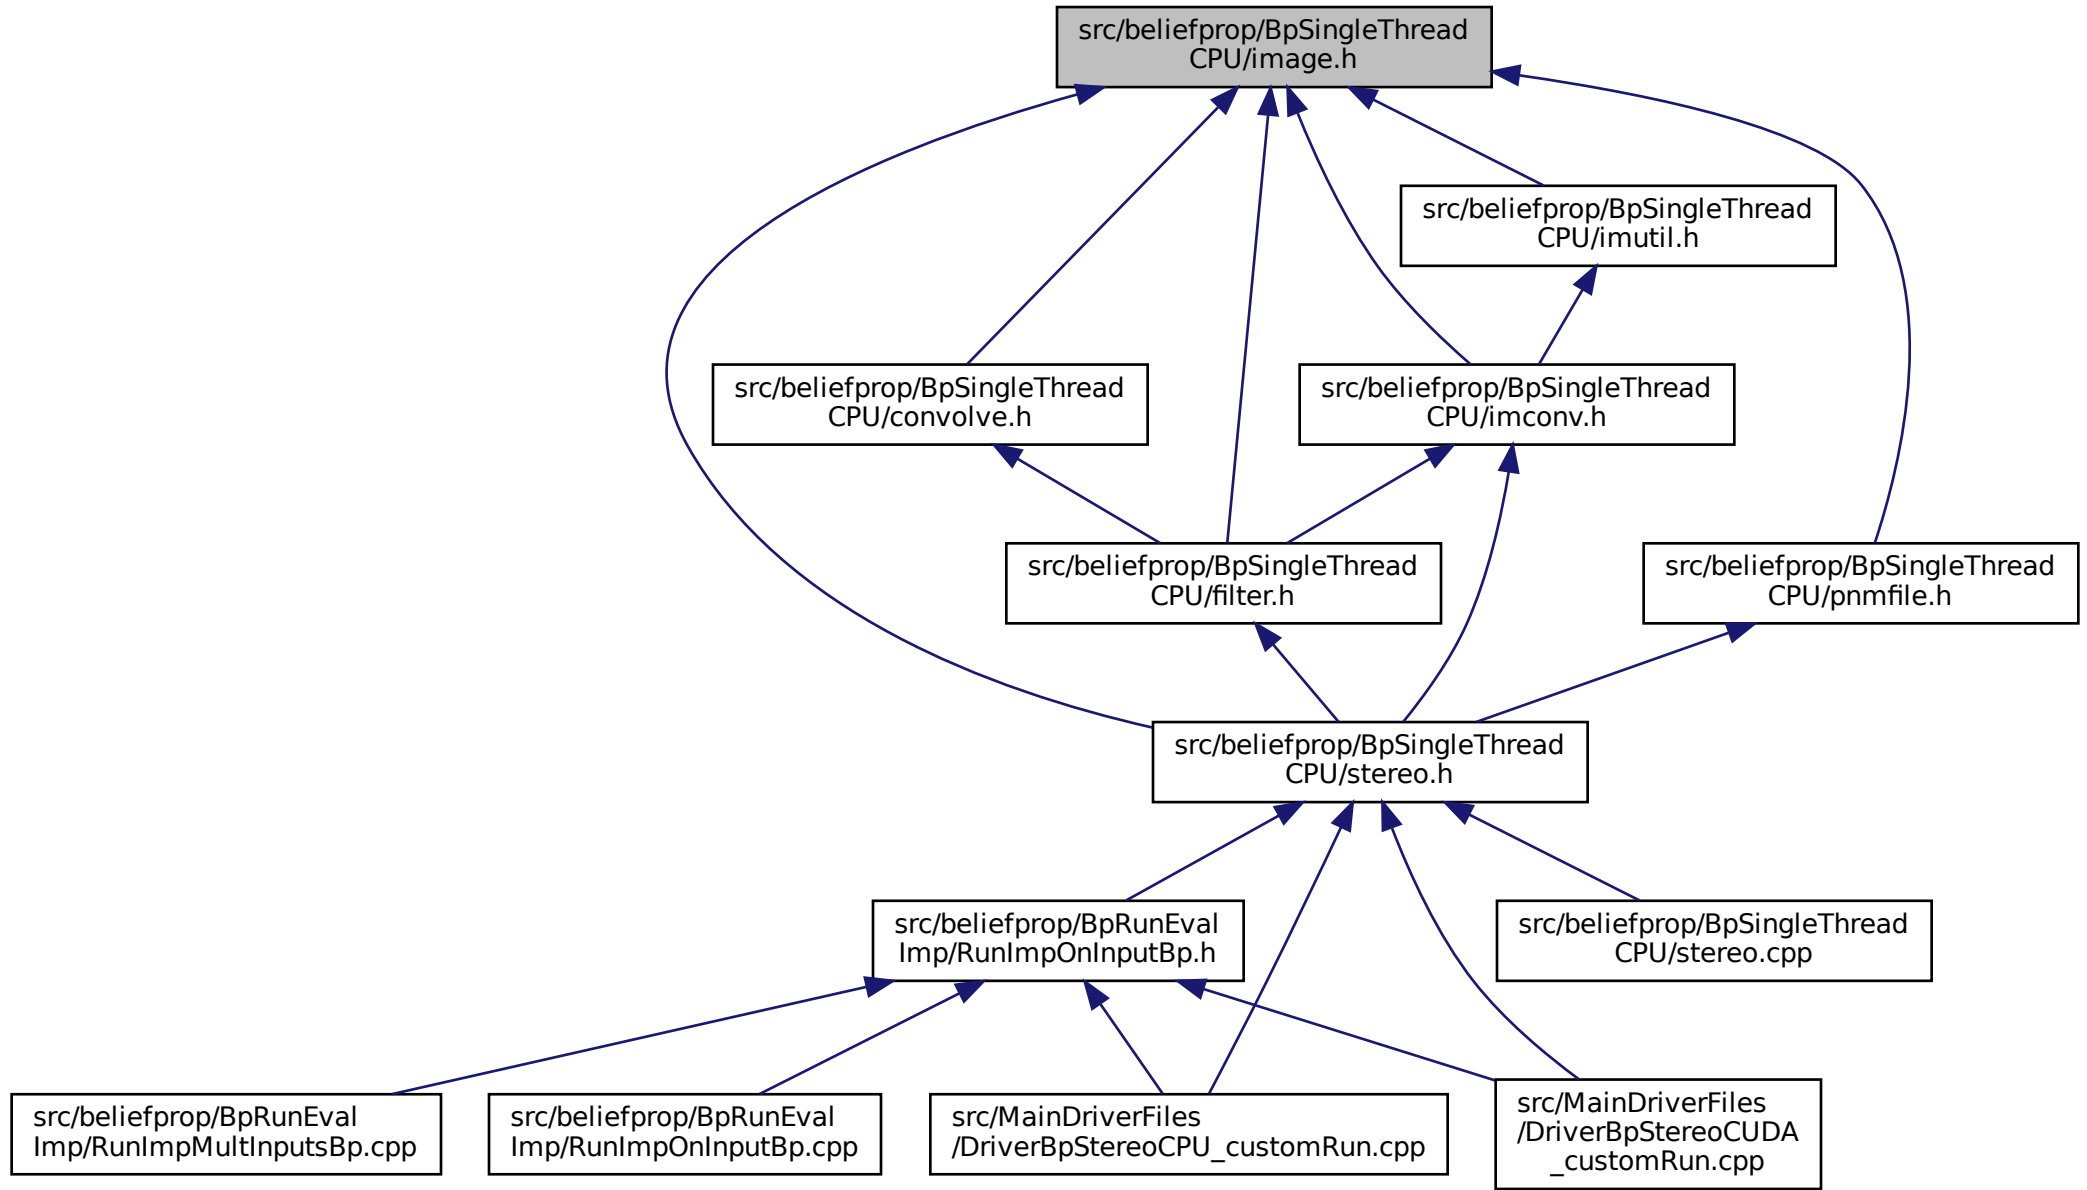 src/beliefprop/BpSingleThread
CPU/image.h
src/beliefprop/BpSingleThread
CPU/imutil.h
src/beliefprop/BpSingleThread
CPU/convolve.h
src/beliefprop/BpSingleThread
CPU/imconv.h
src/beliefprop/BpSingleThread
CPU/filter.h
src/beliefprop/BpSingleThread
CPU/pnmfile.h
src/beliefprop/BpSingleThread
CPU/stereo.h
src/beliefprop/BpRunEval
Imp/RunImpOnInputBp.h
src/beliefprop/BpSingleThread
CPU/stereo.cpp
src/beliefprop/BpRunEval
Imp/RunImpMultInputsBp.cpp
src/beliefprop/BpRunEval
Imp/RunImpOnInputBp.cpp
src/MainDriverFiles
/DriverBpStereoCPU_customRun.cpp
src/MainDriverFiles
/DriverBpStereoCUDA
_customRun.cpp